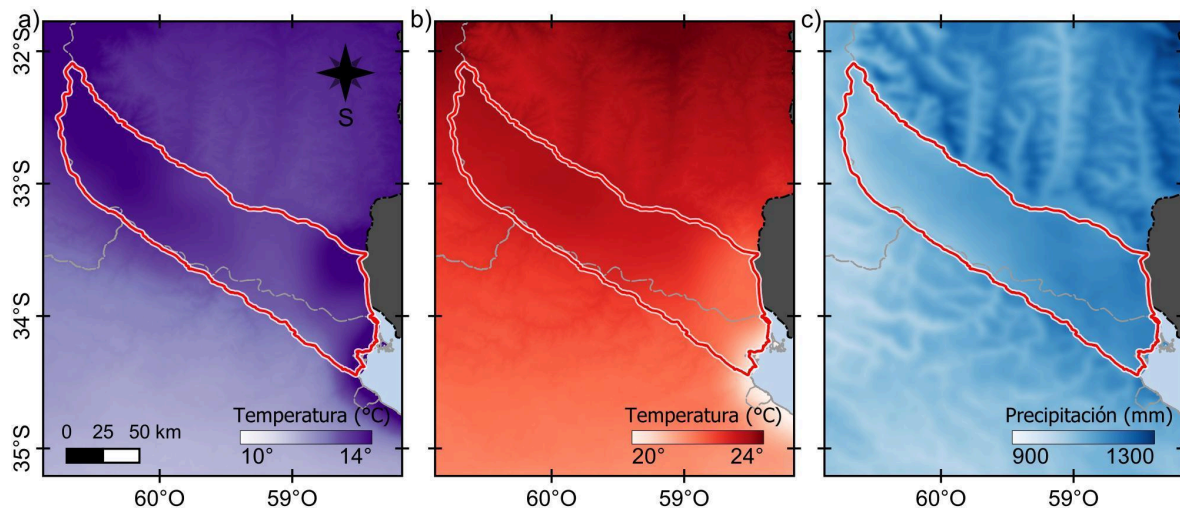 a)
b)
c)
32°S
33°S
34°S
35°S
S
Temperatura (°C)
10° 14°
0 25 50 km
Temperatura (°C)
20° 24°
Precipitación (mm)
900 1300
60°O 59°O
60°O 59°O
60°O 59°O